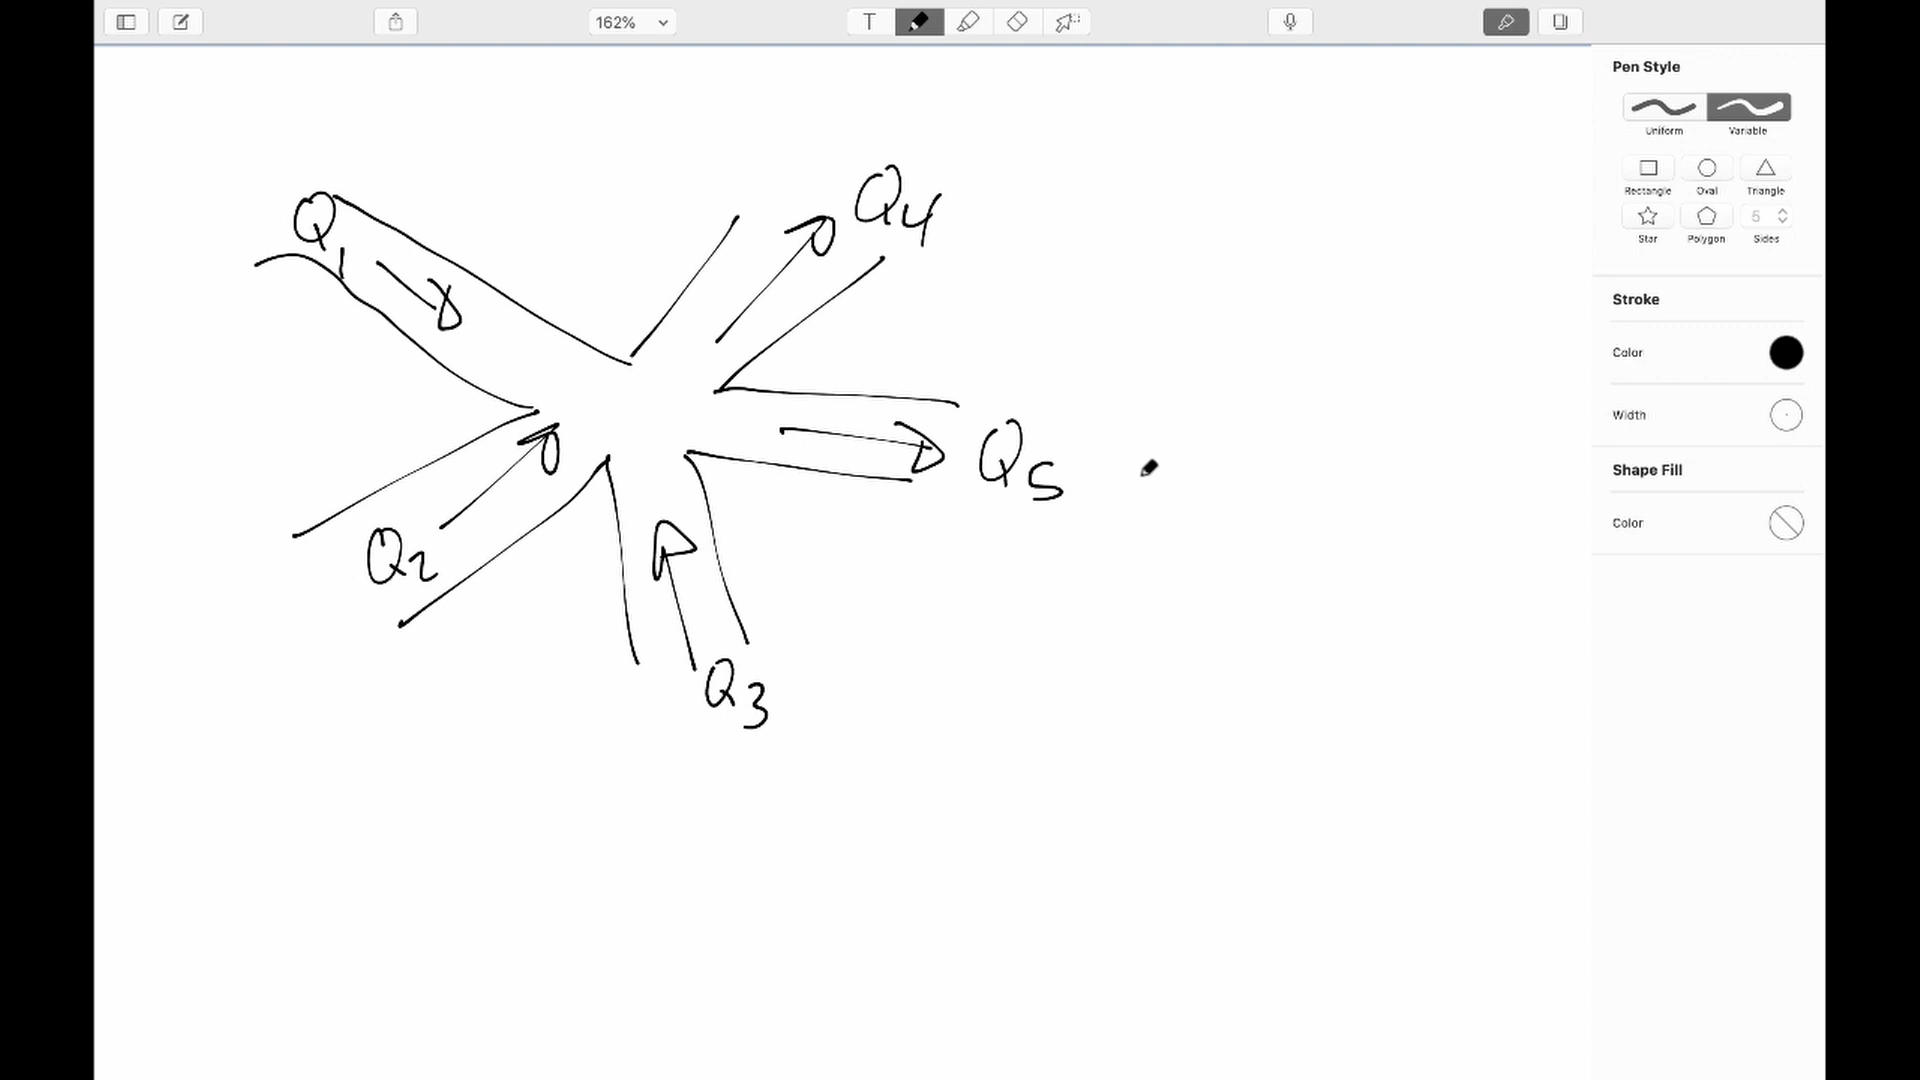 162%
T
Pen Style
Uniform Variable
Rectangle Oval Triangle
5
Star Polygon Sides
Stroke
Color
Width
Shape Fill
Color
Q4
Q1
Q5
Q2
Q3